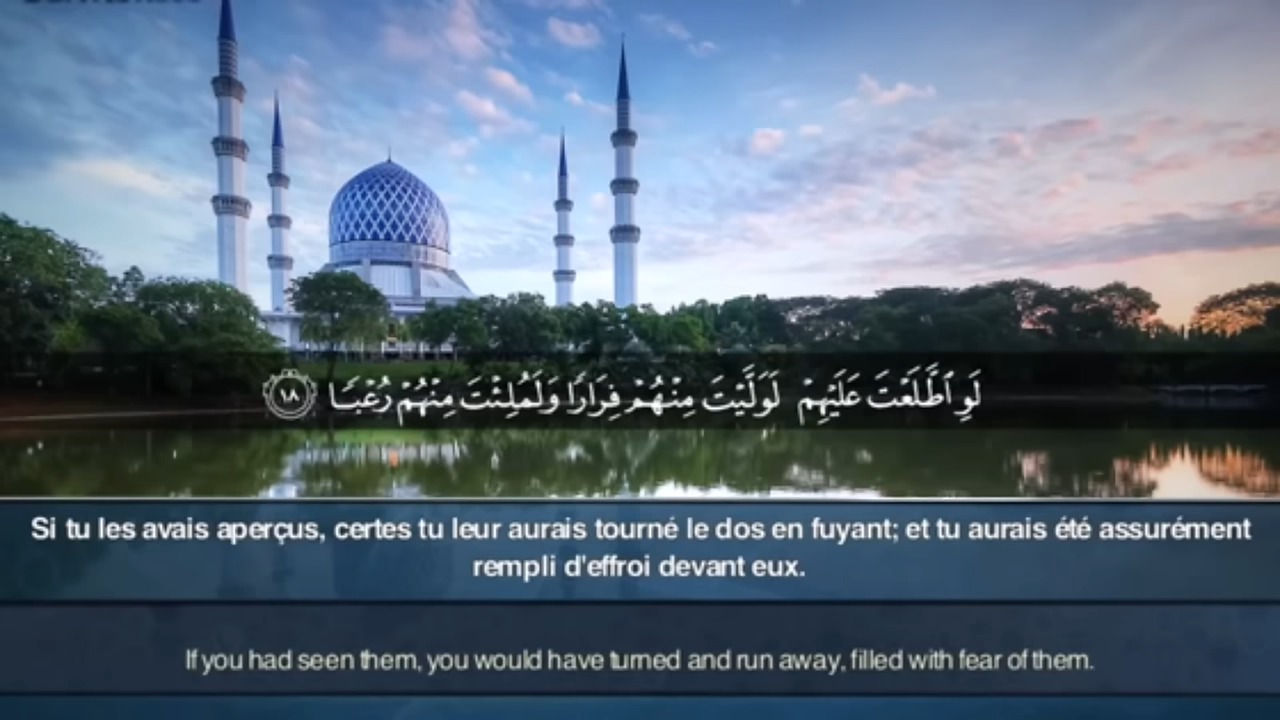 لَوِ ٱطَّلَعْتَ عَلَيْهِمْ لَوَلَّيْتَ مِنْهُمْ فِرَارًا وَلَمُلِئْتَ مِنْهُمْ رُعْبًا ١٨
Si tu les avais aperçus, certes tu leur aurais tourné le dos en fuyant; et tu aurais été assurément
rempli d'effroi devant eux.
If you had seen them, you would have turned and run away, filled with fear of them.